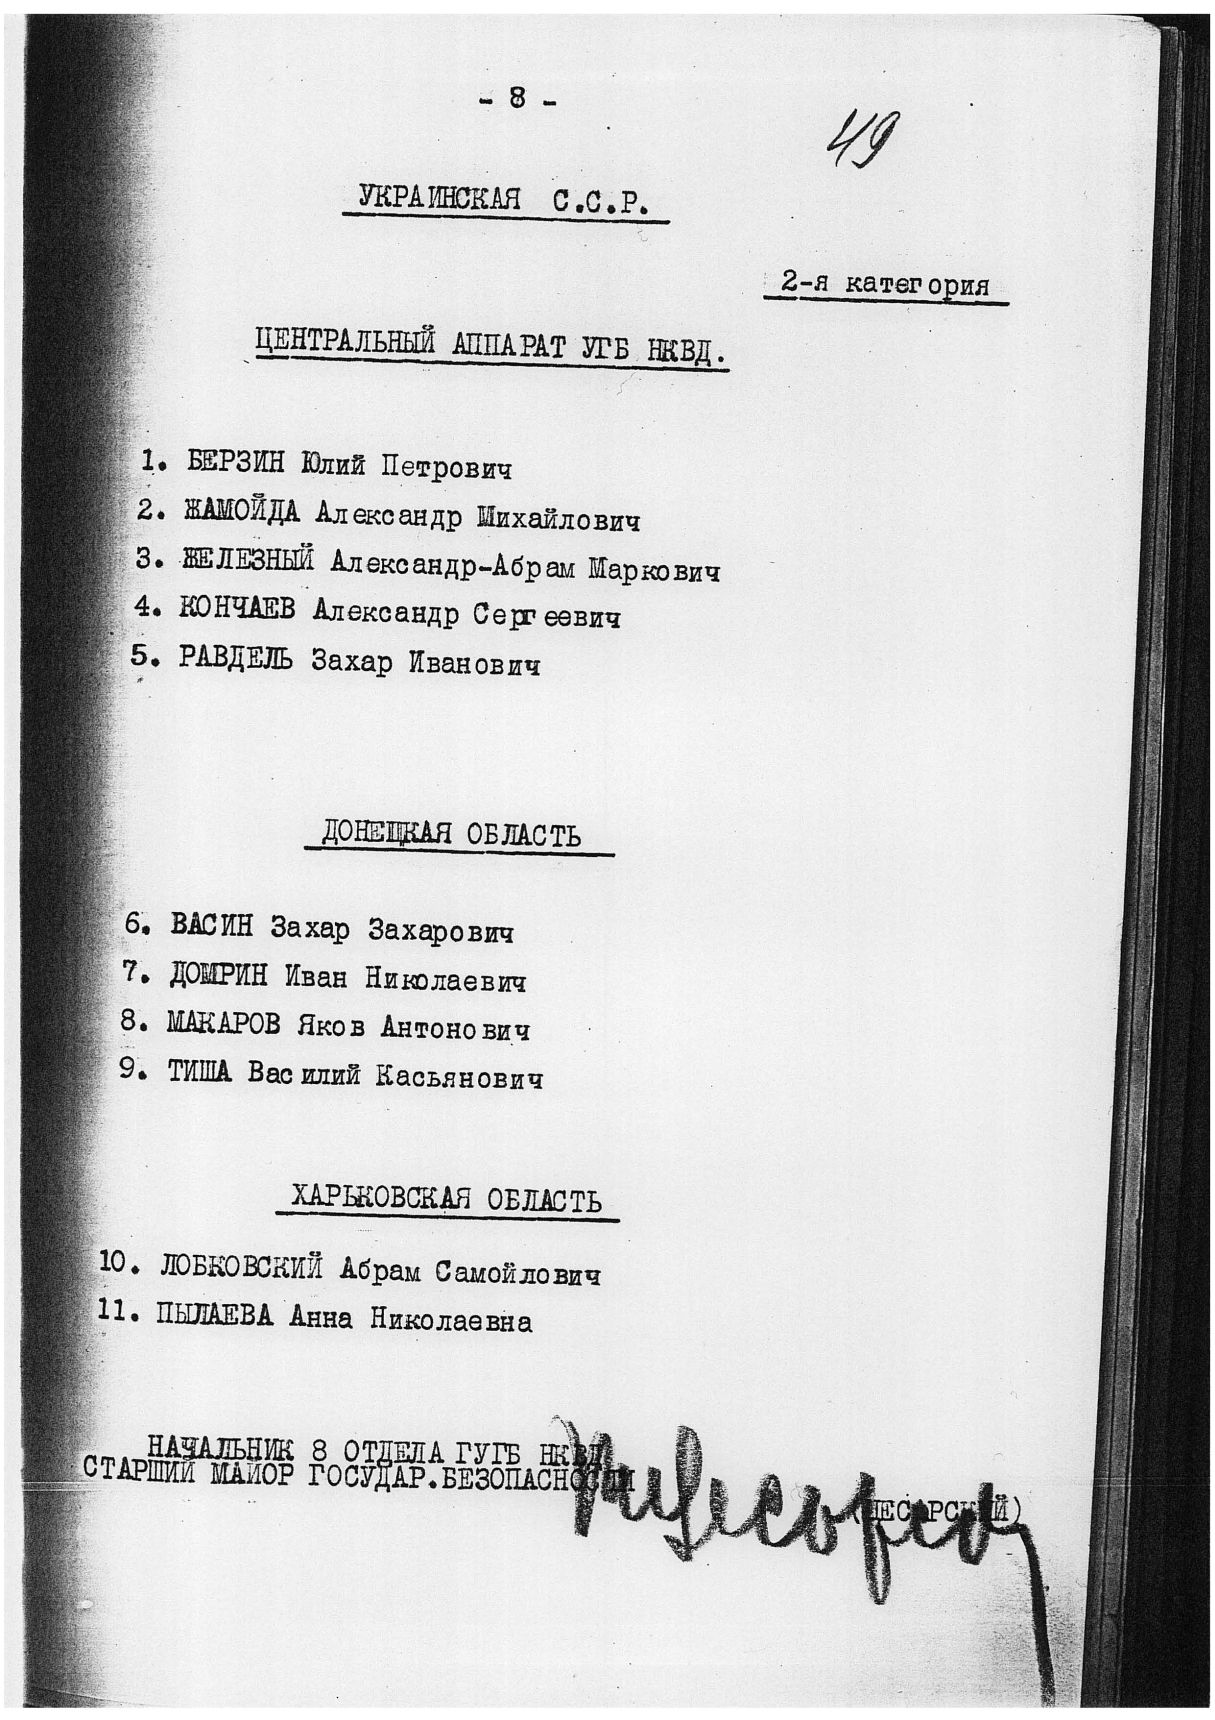 - 8 -
49
УКРАИНСКАЯ С.С.Р.
2-я категория
ЦЕНТРАЛЬНЫЙ АППАРАТ УГБ НКВД.
1. БЕРЗИН Юлий Петрович
2. ЖАМОЙДА Александр Михайлович
3. ЖЕЛЕЗНЫЙ Александр-Абрам Маркович
4. КОНЧАЕВ Александр Сергеевич
5. РАВДЕЛЬ Захар Иванович
ДОНЕЦКАЯ ОБЛАСТЬ
6. ВАСИН Захар Захарович
7. ДОМРИН Иван Николаевич
8. МАКАРОВ Яков Антонович
9. ТИША Василий Касьянович
ХАРЬКОВСКАЯ ОБЛАСТЬ
10. ЛОБКОВСКИЙ Абрам Самойлович
11. ПЫЛАЕВА Анна Николаевна
НАЧАЛЬНИК 8 ОТДЕЛА ГУГБ НКВД
СТАРШИЙ МАЙОР ГОСУДАР.БЕЗОПАСНОСТИ
(ЦЕСАРСКИЙ)